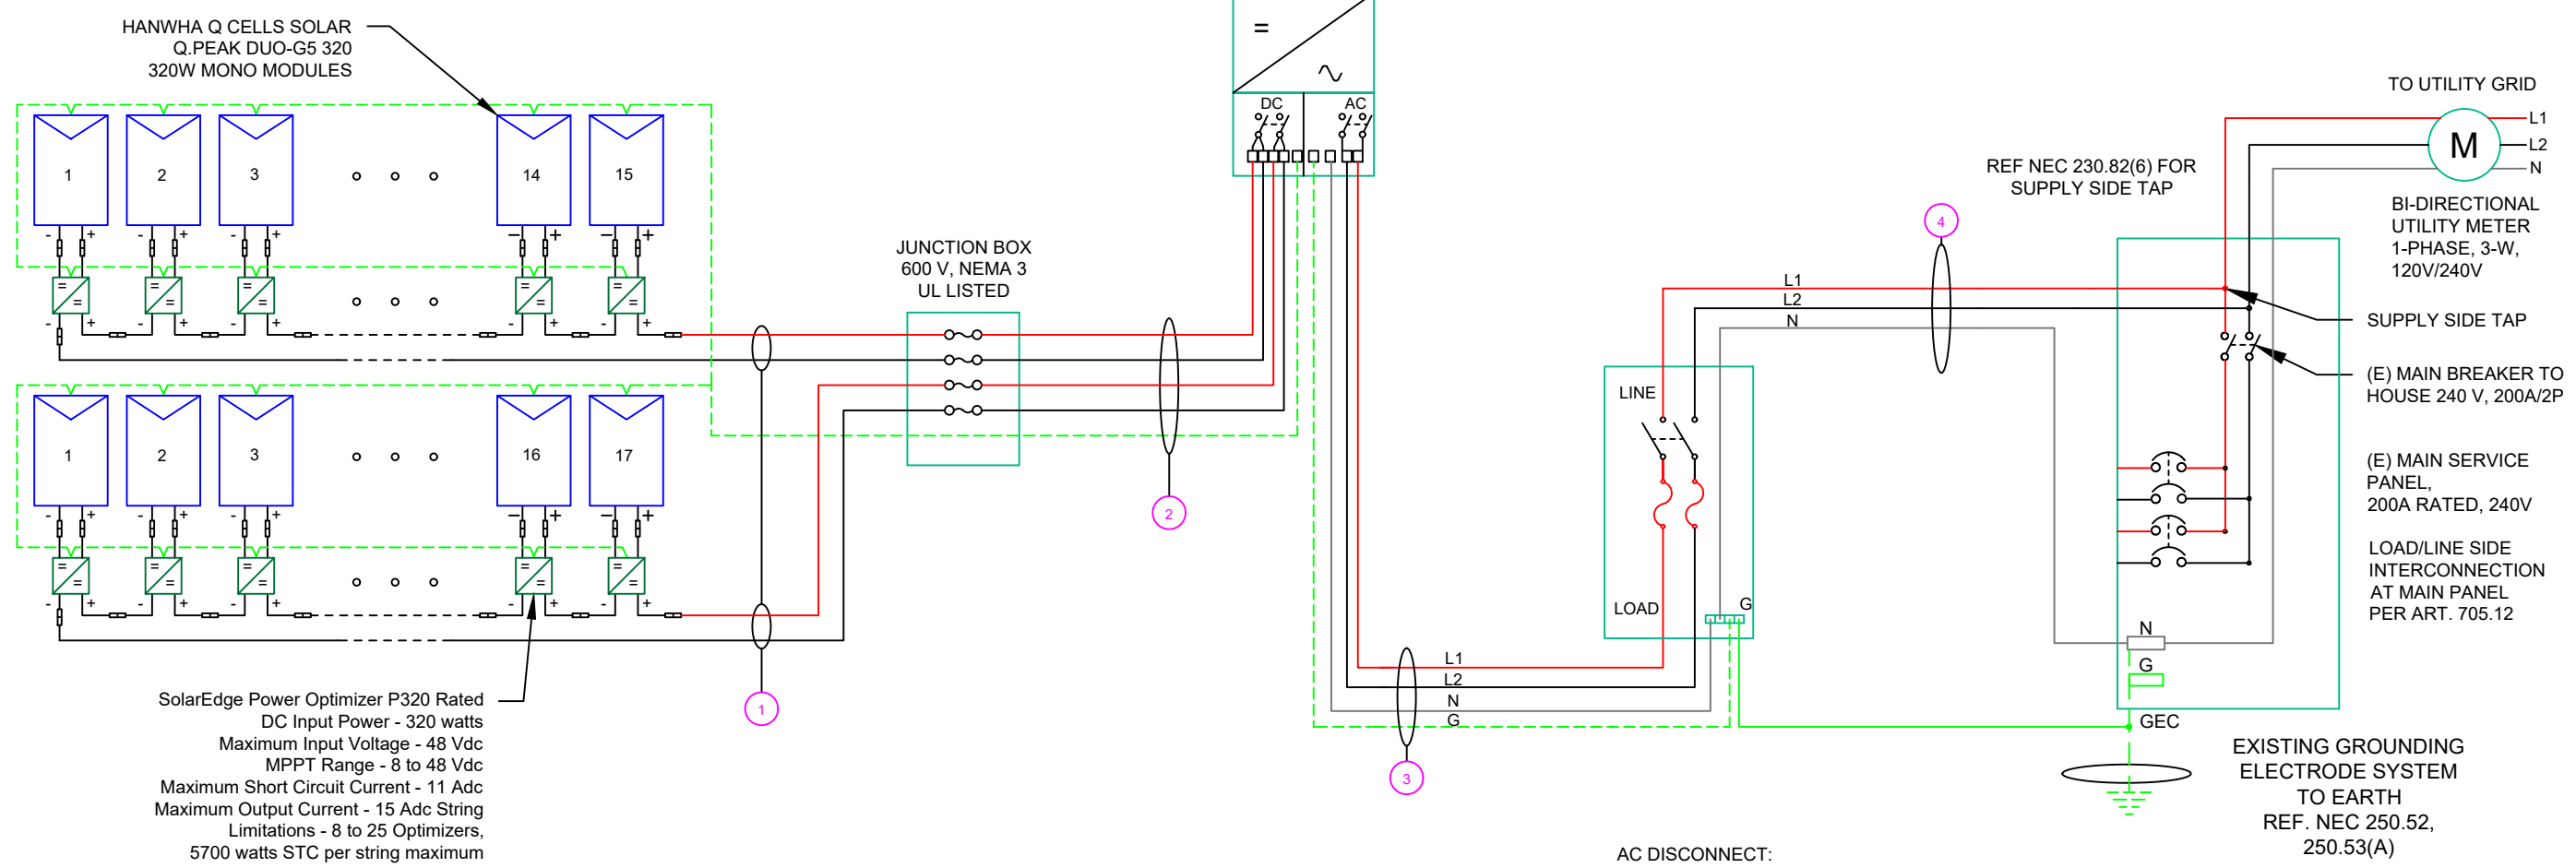 HANWHA Q CELLS SOLAR
Q.PEAK DUO-G5 320
320W MONO MODULES
1
2
3
14
15
- + - + - + - + - +
= = = = = = = = = =
- + + + + +
1
2
3
16
17
- + - + - + - + - +
= = = = = = = = = =
- + - + - + - + - +
SolarEdge Power Optimizer P320 Rated
DC Input Power - 320 watts
Maximum Input Voltage - 48 Vdc
MPPT Range - 8 to 48 Vdc
Maximum Short Circuit Current - 11 Adc
Maximum Output Current - 15 Adc String
Limitations - 8 to 25 Optimizers,
5700 watts STC per string maximum
1
JUNCTION BOX
600 V, NEMA 3
UL LISTED
2
=
DC
AC
L1
L2
N
G
3
LINE
LOAD
G
AC DISCONNECT:
L1
L2
N
4
REF NEC 230.82(6) FOR
SUPPLY SIDE TAP
TO UTILITY GRID
M
L1
L2
N
BI-DIRECTIONAL
UTILITY METER
1-PHASE, 3-W,
120V/240V
SUPPLY SIDE TAP
(E) MAIN BREAKER TO
HOUSE 240 V, 200A/2P
(E) MAIN SERVICE
PANEL,
200A RATED, 240V
LOAD/LINE SIDE
INTERCONNECTION
AT MAIN PANEL
PER ART. 705.12
N
G
GEC
EXISTING GROUNDING
ELECTRODE SYSTEM
TO EARTH
REF. NEC 250.52,
250.53(A)